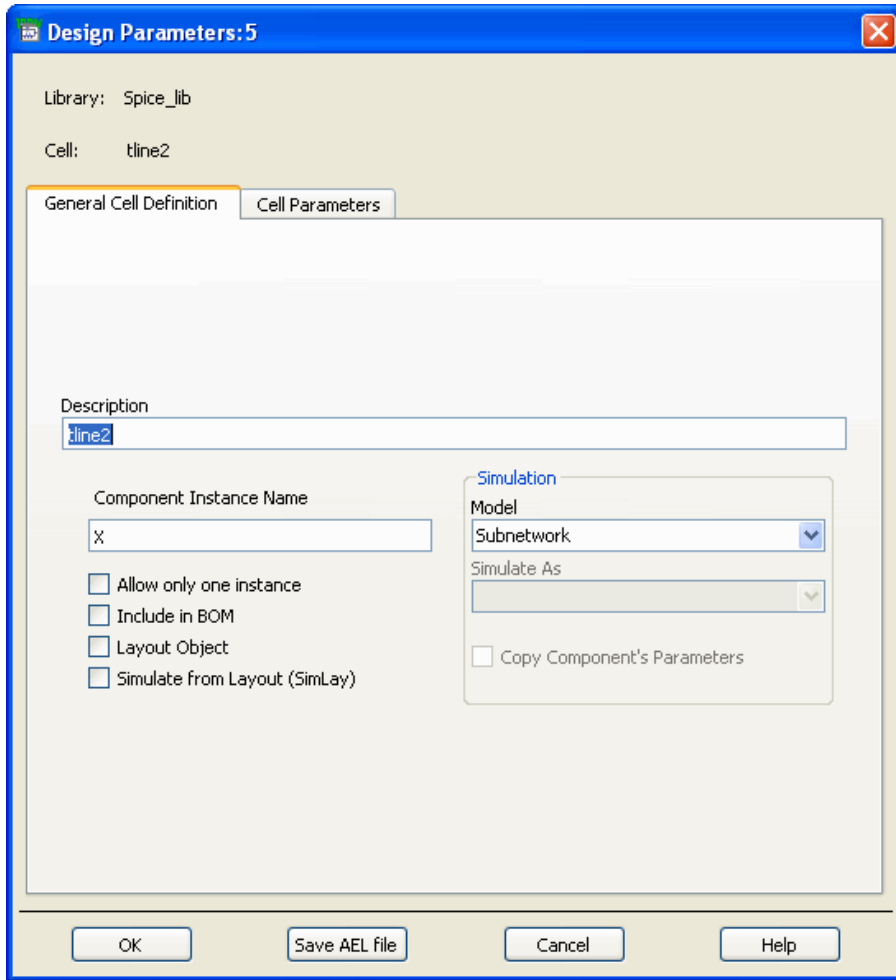 Design Parameters:5
Library: Spice_lib
Cell: tline2
General Cell Definition Cell Parameters
Description
tline2
Component Instance Name
X
Allow only one instance
Include in BOM
Layout Object
Simulate from Layout (SimLay)
Simulation
Model
Subnetwork
Simulate As
Copy Component's Parameters
OK Save AEL file Cancel Help